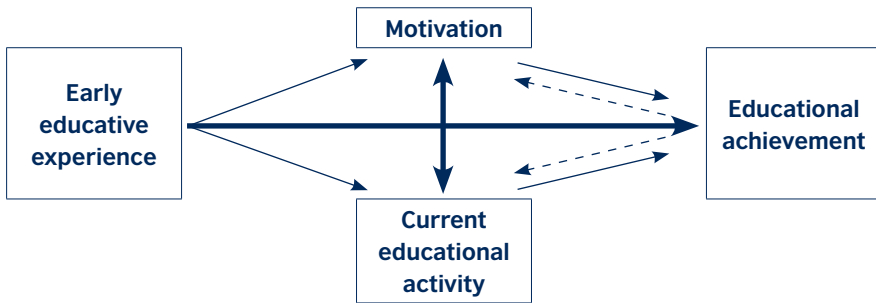 Motivation
Early
educative
experience
Educational
achievement
Current
educational
activity